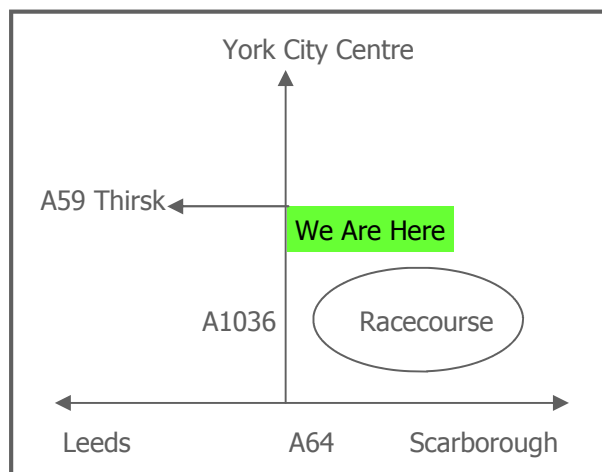 York City Centre
A59 Thirsk
We Are Here
A1036
Racecourse
Leeds
A64
Scarborough